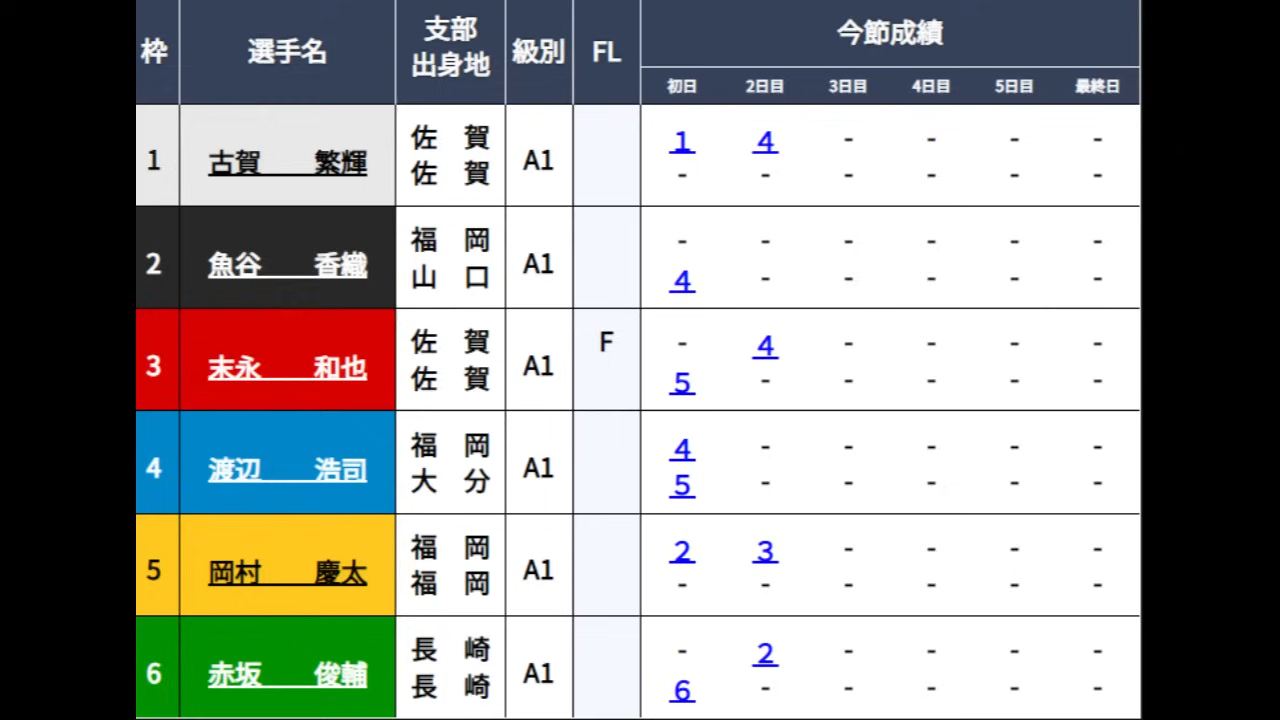 枠 選手名 支部 出身地 級別 FL 今節成績
初日 2日目 3日目 4日目 5日目 最終日
1 古賀 繁輝 佐 賀 A1 1 4 - - - -
佐 賀 - - - - - -
2 魚谷 香織 福 岡 A1 - - - - - -
山 口 4 - - - - -
3 末永 和也 佐 賀 A1 F - 4 - - - -
佐 賀 5 - - - - -
4 渡辺 浩司 福 岡 A1 4 - - - - -
大 分 5 - - - - -
5 岡村 慶太 福 岡 A1 2 3 - - - -
福 岡 - - - - - -
6 赤坂 俊輔 長 崎 A1 - 2 - - - -
長 崎 6 - - - - -